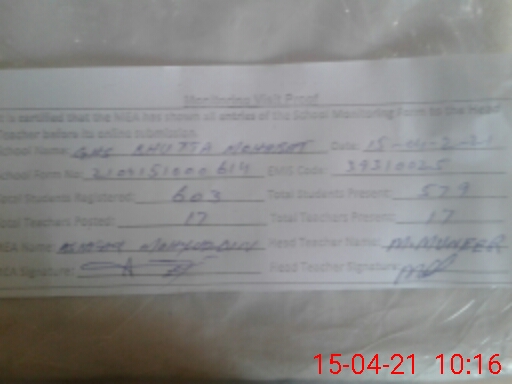 Monitoring Visit Proof
It is certified that the MEA has shown all entries of the School Monitoring Form to the Head
Teacher before its online submission.
School Name: GHS Date: 15-04-2021
School Form No: EMIS Code: 39310025
Total Students Registered: 603 Total Students Present: 579
Total Teachers Posted: 17 Total Teachers Present: 17
MEA Name: Head Teacher Name: M.MUNEER
MEA Signature: Head Teacher Signature:
15-04-21 10:16